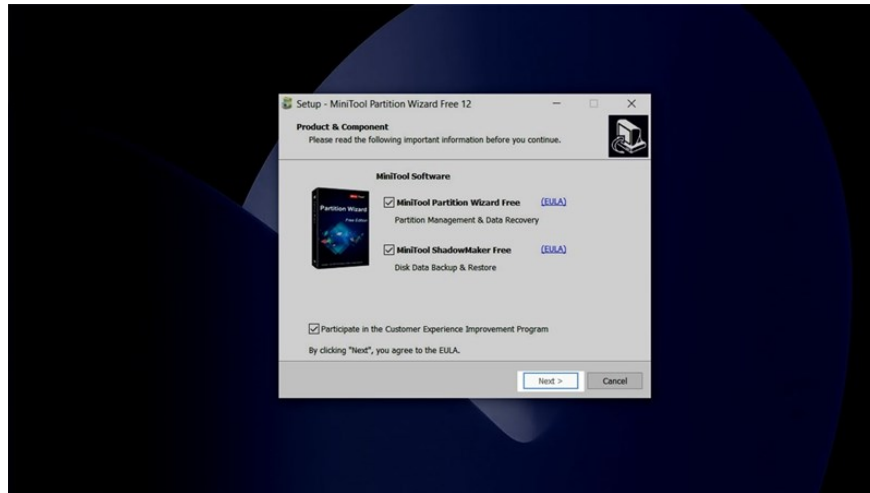 Setup - MiniTool Partition Wizard Free 12
Product & Component
Please read the following important information before you continue.
MiniTool Software
Partition Wizard
Free Edition
MiniTool Partition Wizard Free (EULA)
Partition Management & Data Recovery
MiniTool ShadowMaker Free (EULA)
Disk Data Backup & Restore
Participate in the Customer Experience Improvement Program
By clicking "Next", you agree to the EULA.
Next >
Cancel